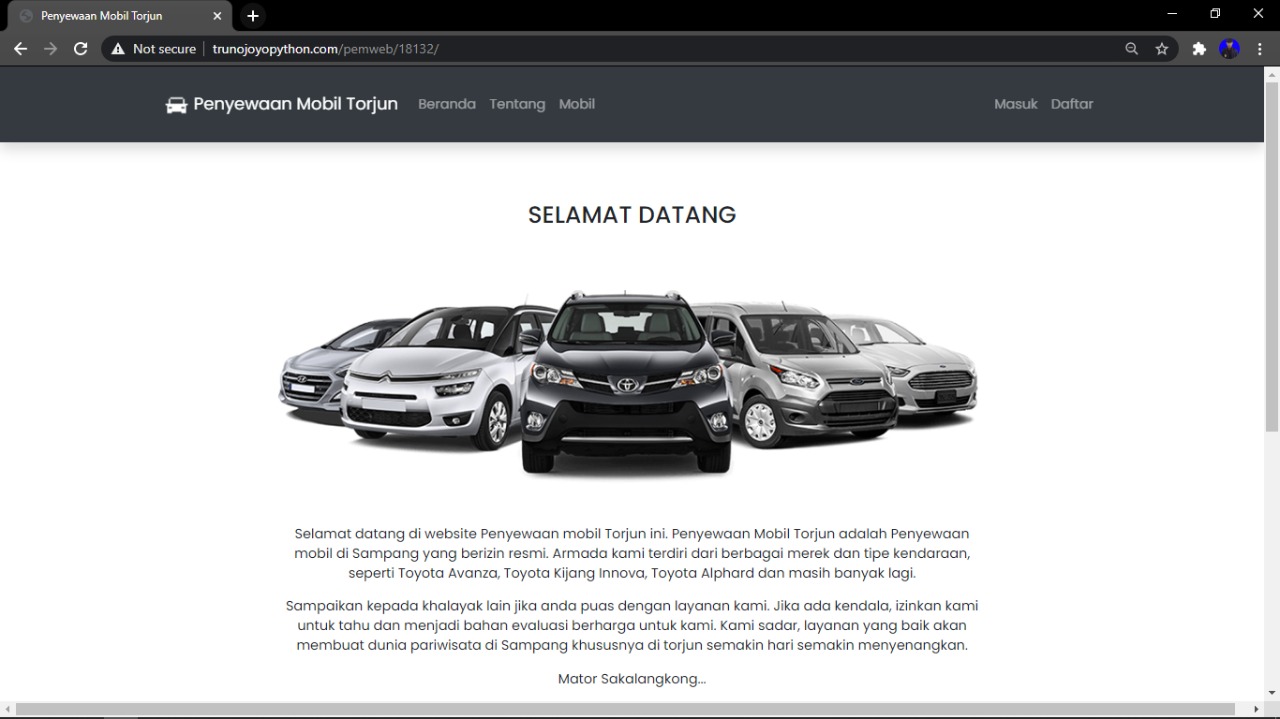 Penyewaan Mobil Torjun
Not secure trunojoyopython.com/pemweb/18132/
Penyewaan Mobil Torjun Beranda Tentang Mobil Masuk Daftar
SELAMAT DATANG
Selamat datang di website Penyewaan mobil Torjun ini. Penyewaan Mobil Torjun adalah Penyewaan
mobil di Sampang yang berizin resmi. Armada kami terdiri dari berbagai merek dan tipe kendaraan,
seperti Toyota Avanza, Toyota Kijang Innova, Toyota Alphard dan masih banyak lagi.
Sampaikan kepada khalayak lain jika anda puas dengan layanan kami. Jika ada kendala, izinkan kami
untuk tahu dan menjadi bahan evaluasi berharga untuk kami. Kami sadar, layanan yang baik akan
membuat dunia pariwisata di Sampang khususnya di torjun semakin hari semakin menyenangkan.
Mator Sakalangkong...